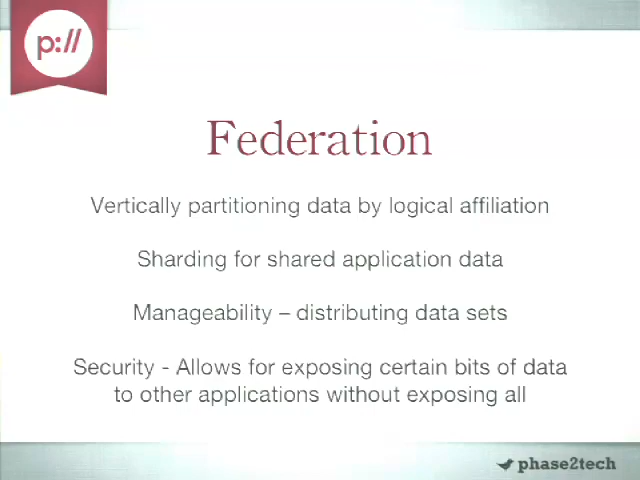 p://
Federation
Vertically partitioning data by logical affiliation
Sharding for shared application data
Manageability – distributing data sets
Security - Allows for exposing certain bits of data
to other applications without exposing all
phase2tech